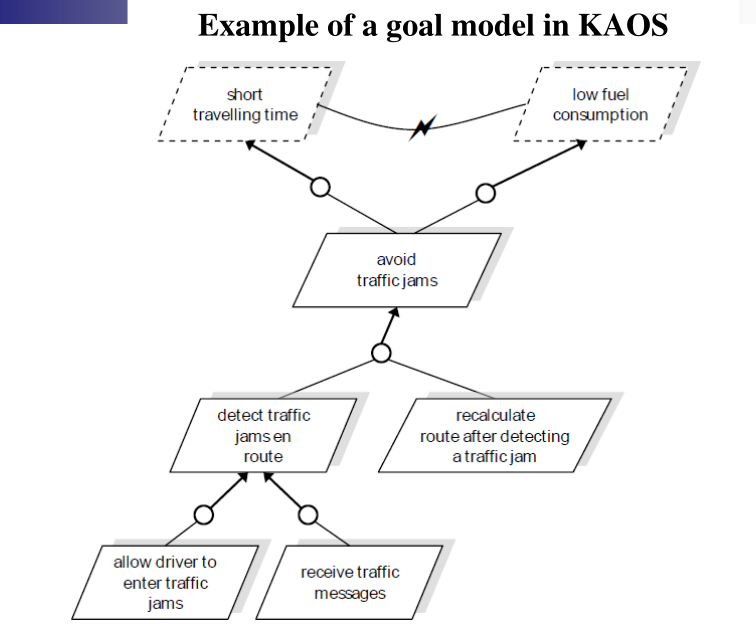 Example of a goal model in KAOS
short
travelling time
low fuel
consumption
avoid
traffic jams
detect traffic
jams en
route
recalculate
route after detecting
a traffic jam
allow driver to
enter traffic
jams
receive traffic
messages